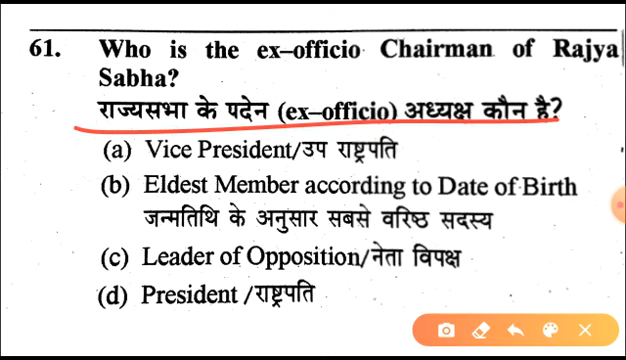 61. Who is the ex–officio Chairman of Rajya
Sabha?
राज्यसभा के पदेन (ex–officio) अध्यक्ष कौन है?
(a) Vice President/उप राष्ट्रपति
(b) Eldest Member according to Date of Birth
जन्मतिथि के अनुसार सबसे वरिष्ठ सदस्य
(c) Leader of Opposition/नेता विपक्ष
(d) President /राष्ट्रपति